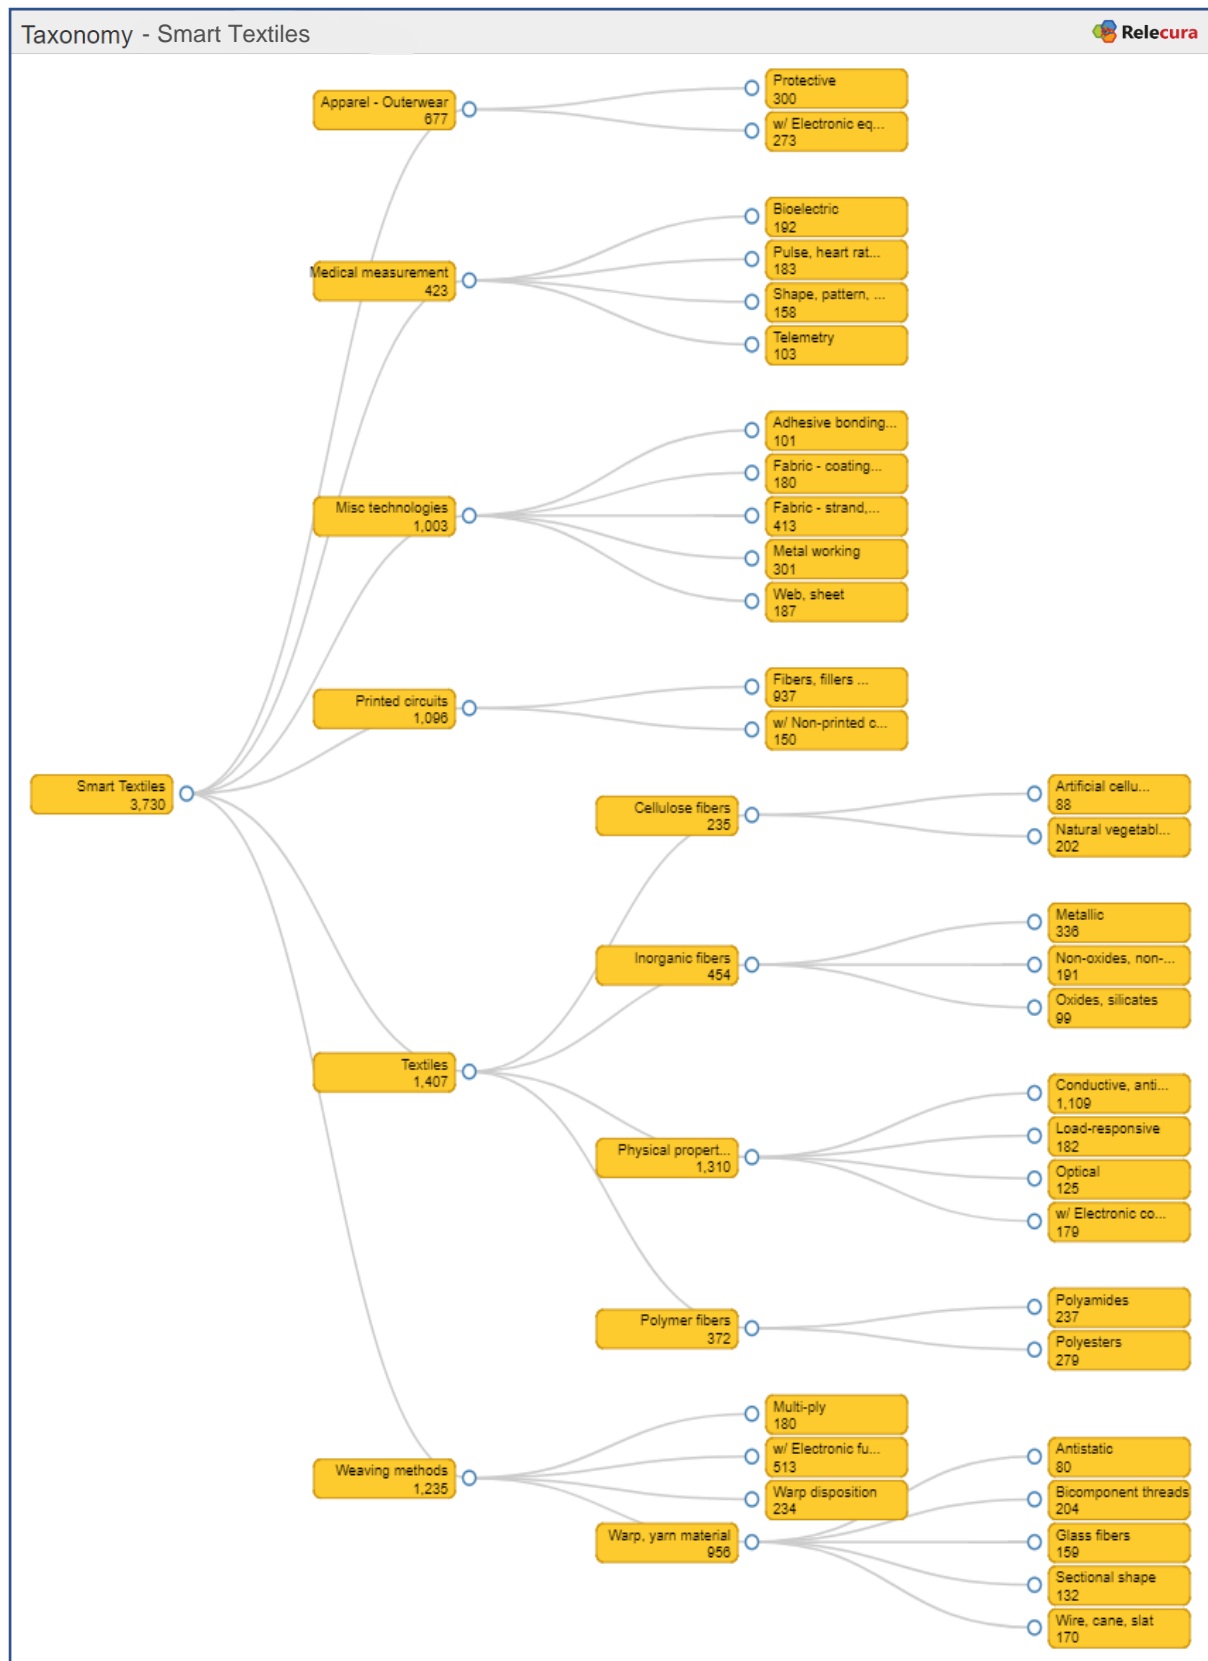 Taxonomy - Smart Textiles
Relecura
Apparel - Outerwear
677
Protective
300
w/ Electronic eq...
273
Medical measurement
423
Bioelectric
192
Pulse, heart rat...
183
Shape, pattern, ...
158
Telemetry
103
Misc technologies
1,003
Adhesive bonding...
101
Fabric - coating...
180
Fabric - strand,...
413
Metal working
301
Web, sheet
187
Printed circuits
1,096
Fibers, fillers ...
937
w/ Non-printed c...
150
Smart Textiles
3,730
Cellulose fibers
235
Artificial cellu...
88
Natural vegetabl...
202
Inorganic fibers
454
Metallic
336
Non-oxides, non-...
191
Oxides, silicates
99
Textiles
1,407
Physical propert...
1,310
Conductive, anti...
1,109
Load-responsive
182
Optical
125
w/ Electronic co...
179
Polymer fibers
372
Polyamides
237
Polyesters
279
Weaving methods
1,235
Multi-ply
180
w/ Electronic fu...
513
Warp disposition
234
Warp, yarn material
956
Antistatic
80
Bicomponent threads
204
Glass fibers
159
Sectional shape
132
Wire, cane, slat
170